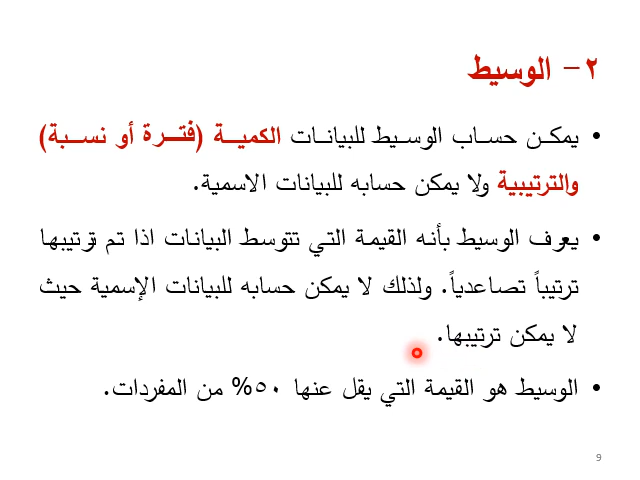 ٢- الوسيط
• يمكن حساب الوسيط للبيانات الكمية (فترة أو نسبة)
والترتيبية ولا يمكن حسابه للبيانات الاسمية.
• يعرف الوسيط بأنه القيمة التي تتوسط البيانات اذا تم ترتيبها
ترتيباً تصاعدياً. ولذلك لا يمكن حسابه للبيانات الإسمية حيث
لا يمكن ترتيبها.
• الوسيط هو القيمة التي يقل عنها ٥٠% من المفردات.
9